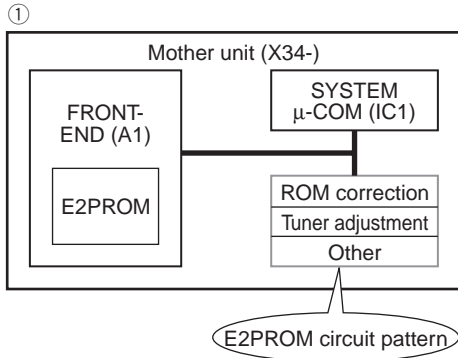 ①
Mother unit (X34-)
FRONT-
END (A1)
E2PROM
SYSTEM
μ-COM (IC1)
ROM correction
Tuner adjustment
Other
E2PROM circuit pattern